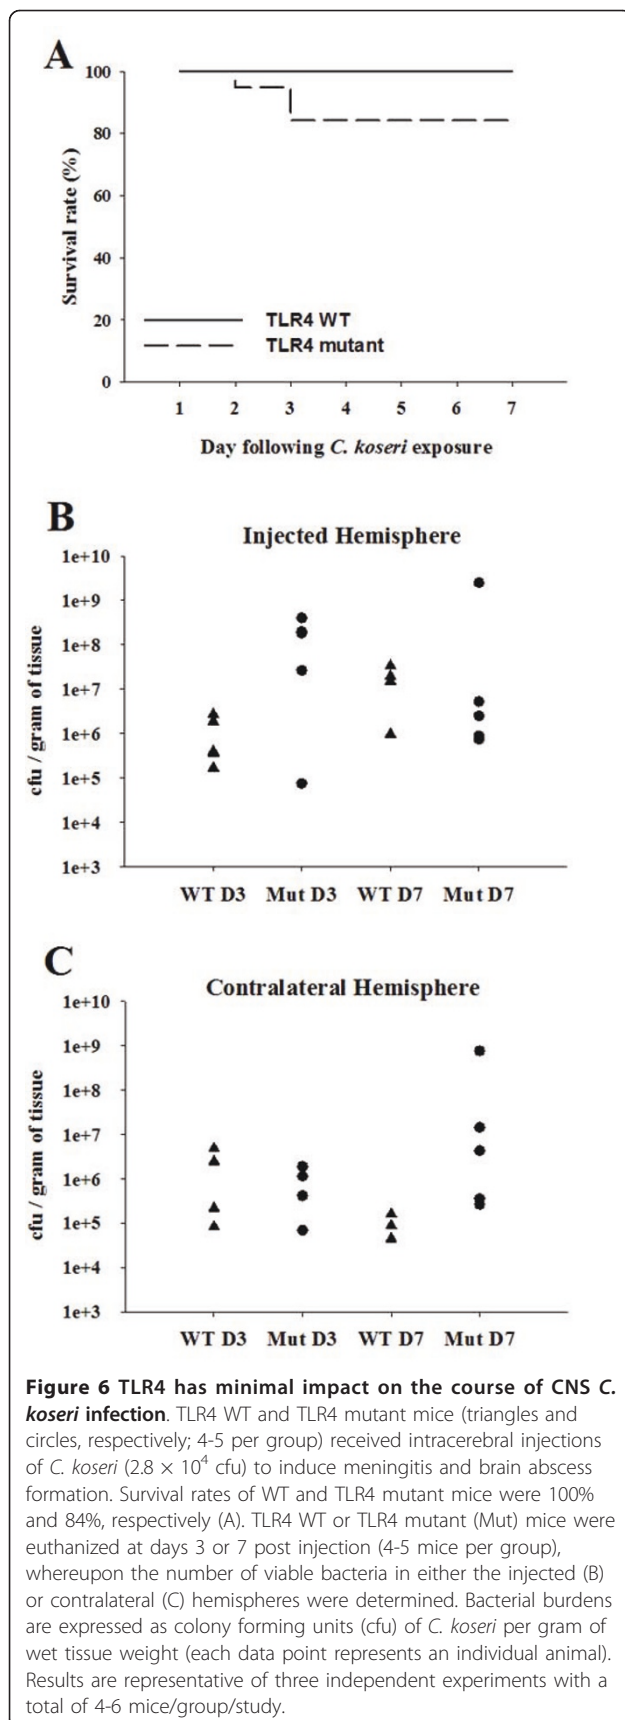 A
100
80
60
40
20
0
Survival rate (%)
TLR4 WT
TLR4 mutant
1 2 3 4 5 6 7
Day following C. koseri exposure
B
Injected Hemisphere
1e+10
1e+9
1e+8
1e+7
1e+6
1e+5
1e+4
1e+3
cfu / gram of tissue
WT D3 Mut D3 WT D7 Mut D7
C
Contralateral Hemisphere
1e+10
1e+9
1e+8
1e+7
1e+6
1e+5
1e+4
1e+3
cfu / gram of tissue
WT D3 Mut D3 WT D7 Mut D7
Figure 6 TLR4 has minimal impact on the course of CNS C.
koseri infection. TLR4 WT and TLR4 mutant mice (triangles and
circles, respectively; 4-5 per group) received intracerebral injections
of C. koseri (2.8 × 10⁴ cfu) to induce meningitis and brain abscess
formation. Survival rates of WT and TLR4 mutant mice were 100%
and 84%, respectively (A). TLR4 WT or TLR4 mutant (Mut) mice were
euthanized at days 3 or 7 post injection (4-5 mice per group),
whereupon the number of viable bacteria in either the injected (B)
or contralateral (C) hemispheres were determined. Bacterial burdens
are expressed as colony forming units (cfu) of C. koseri per gram of
wet tissue weight (each data point represents an individual animal).
Results are representative of three independent experiments with a
total of 4-6 mice/group/study.